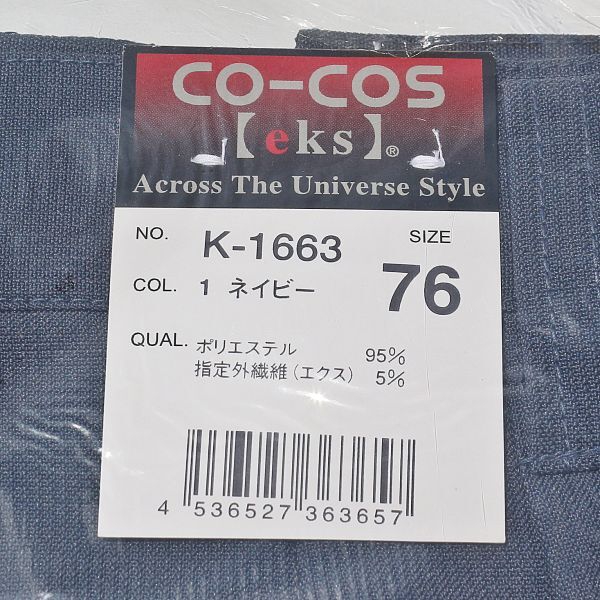 CO-COS
【eks】®
Across The Universe Style
NO. K-1663 SIZE
COL. 1 ネイビー 76
QUAL. ポリエステル 95%
指定外繊維(エクス) 5%
4 536527 363657